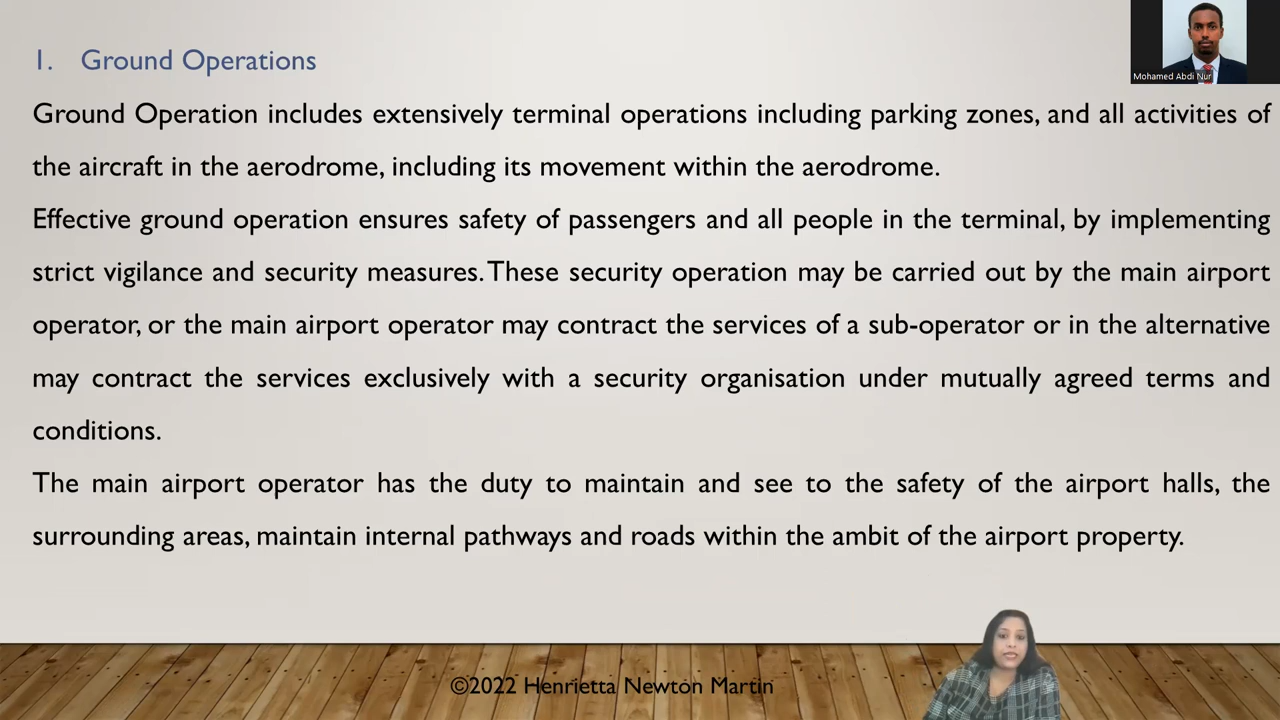 1. Ground Operations
Mohamed Abdi Nur
Ground Operation includes extensively terminal operations including parking zones, and all activities of
the aircraft in the aerodrome, including its movement within the aerodrome.
Effective ground operation ensures safety of passengers and all people in the terminal, by implementing
strict vigilance and security measures. These security operation may be carried out by the main airport
operator, or the main airport operator may contract the services of a sub-operator or in the alternative
may contract the services exclusively with a security organisation under mutually agreed terms and
conditions.
The main airport operator has the duty to maintain and see to the safety of the airport halls, the
surrounding areas, maintain internal pathways and roads within the ambit of the airport property.
©2022 Henrietta Newton Martin